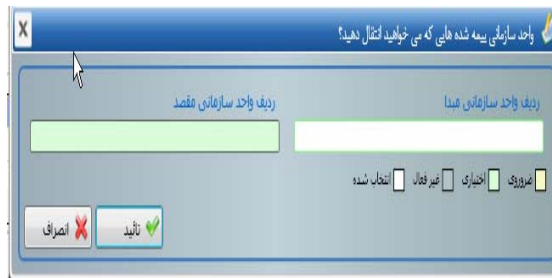 واحد سازمانی بیمه شده هایی که می خواهید انتقال دهید؟
ردیف واحد سازمانی مبدا
ردیف واحد سازمانی مقصد
ضروری اختیاری غیر فعال انتخاب شده
تائید
انصراف